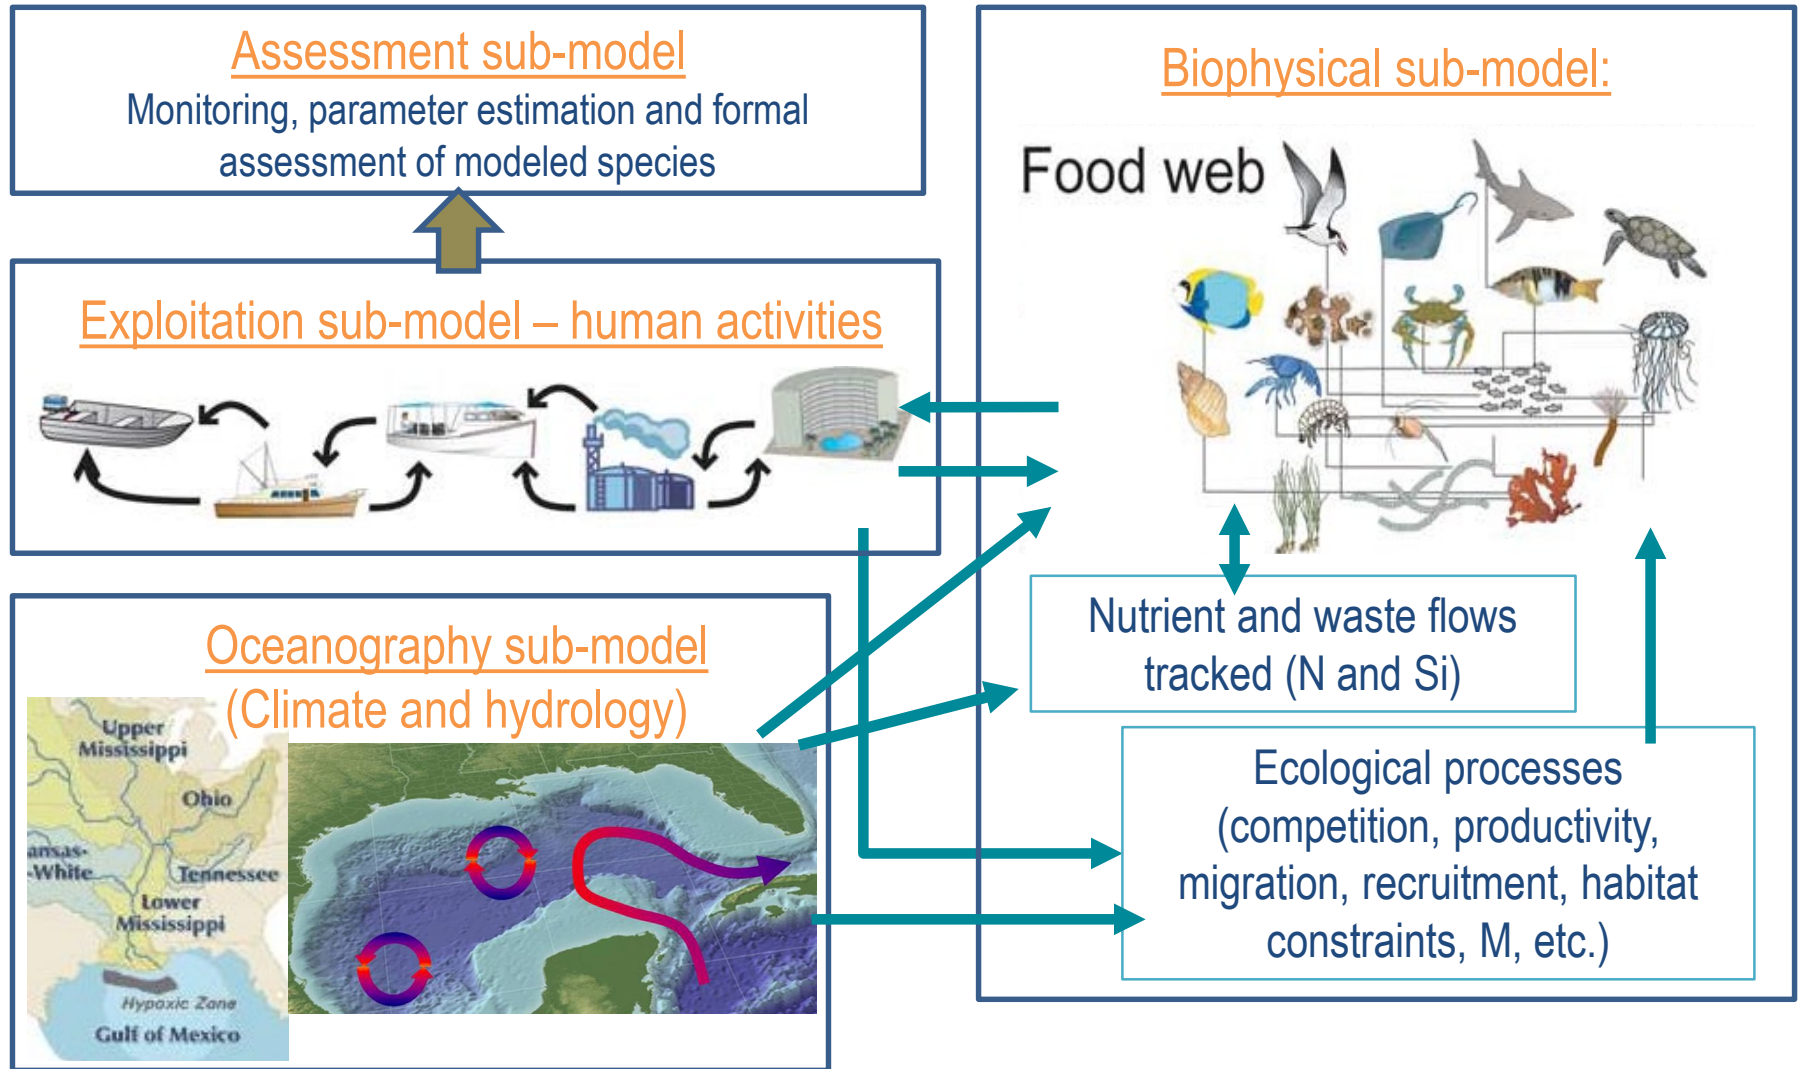 Assessment sub-model
Monitoring, parameter estimation and formal
assessment of modeled species
Exploitation sub-model – human activities
Oceanography sub-model
(Climate and hydrology)
Upper
Mississippi
Ohio
ansas-
-White
Tennessee
Lower
Mississippi
Hypoxic Zone
Gulf of Mexico
Biophysical sub-model:
Food web
Nutrient and waste flows
tracked (N and Si)
Ecological processes
(competition, productivity,
migration, recruitment, habitat
constraints, M, etc.)